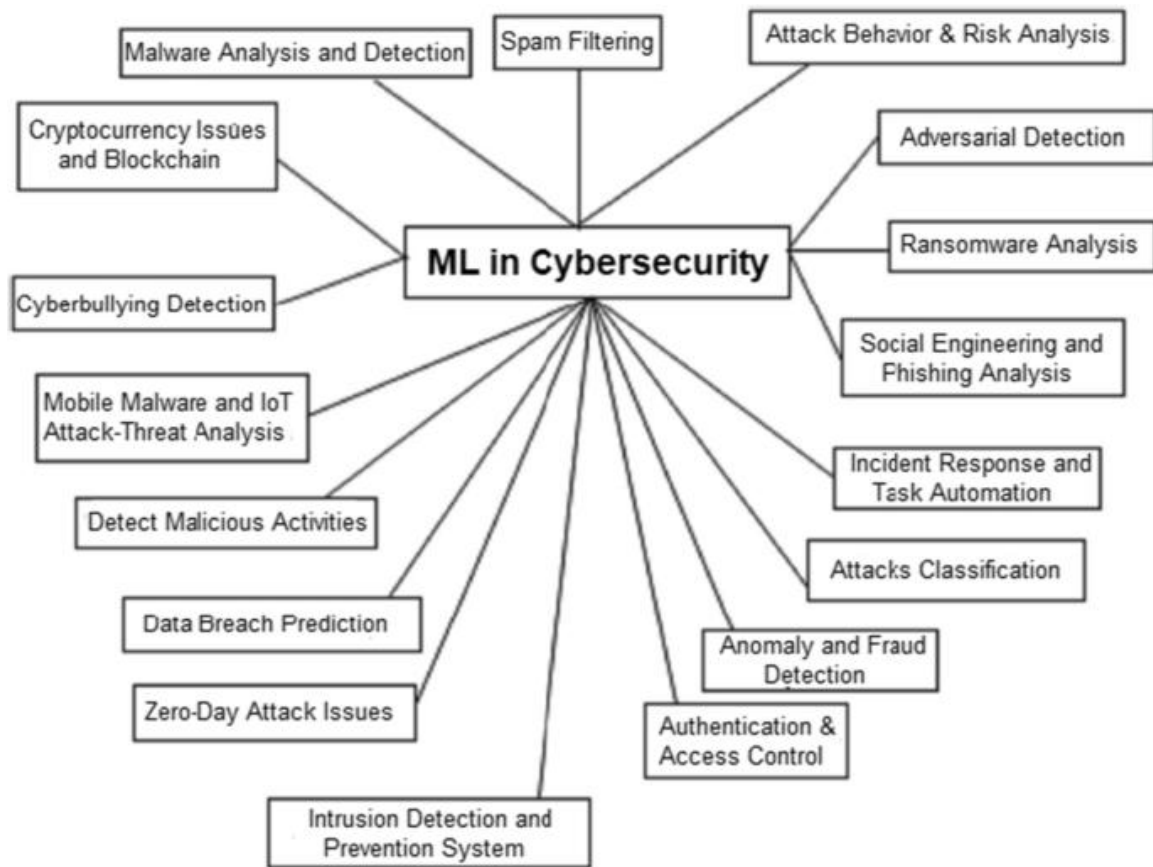 Malware Analysis and Detection
Spam Filtering
Attack Behavior & Risk Analysis
Cryptocurrency Issues
and Blockchain
Adversarial Detection
ML in Cybersecurity
Ransomware Analysis
Cyberbullying Detection
Social Engineering and
Phishing Analysis
Mobile Malware and IoT
Attack-Threat Analysis
Incident Response and
Task Automation
Detect Malicious Activities
Attacks Classification
Data Breach Prediction
Anomaly and Fraud
Detection
Zero-Day Attack Issues
Authentication &
Access Control
Intrusion Detection and
Prevention System